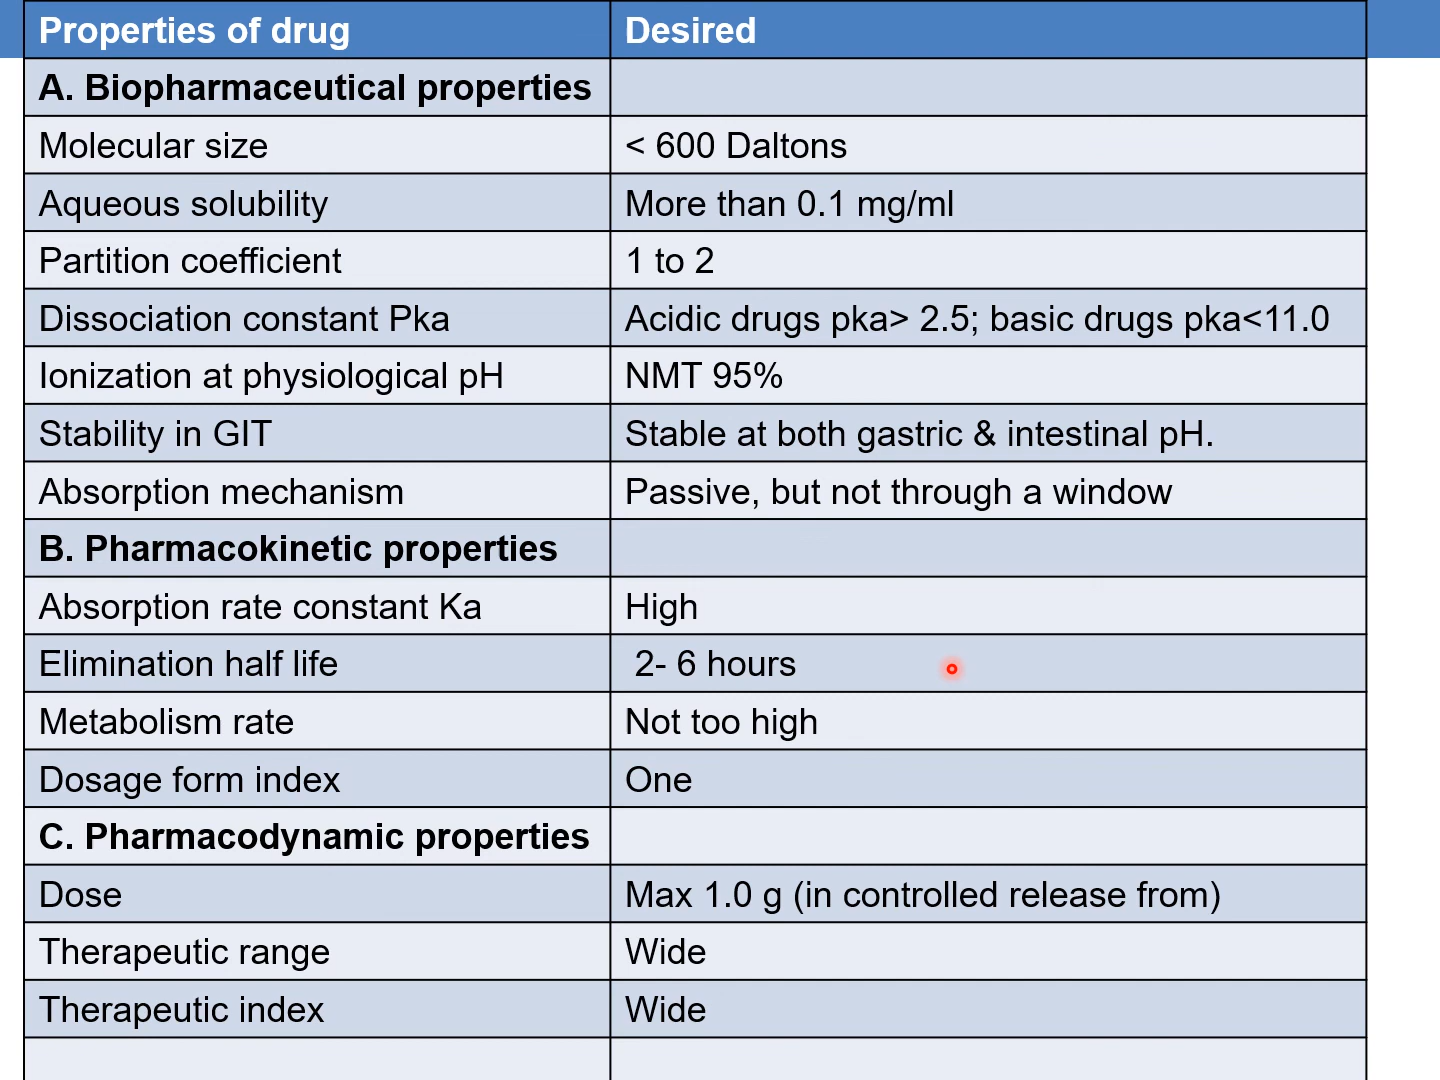 Properties of drug Desired
A. Biopharmaceutical properties
Molecular size < 600 Daltons
Aqueous solubility More than 0.1 mg/ml
Partition coefficient 1 to 2
Dissociation constant Pka Acidic drugs pka> 2.5; basic drugs pka<11.0
Ionization at physiological pH NMT 95%
Stability in GIT Stable at both gastric & intestinal pH.
Absorption mechanism Passive, but not through a window
B. Pharmacokinetic properties
Absorption rate constant Ka High
Elimination half life 2- 6 hours
Metabolism rate Not too high
Dosage form index One
C. Pharmacodynamic properties
Dose Max 1.0 g (in controlled release from)
Therapeutic range Wide
Therapeutic index Wide